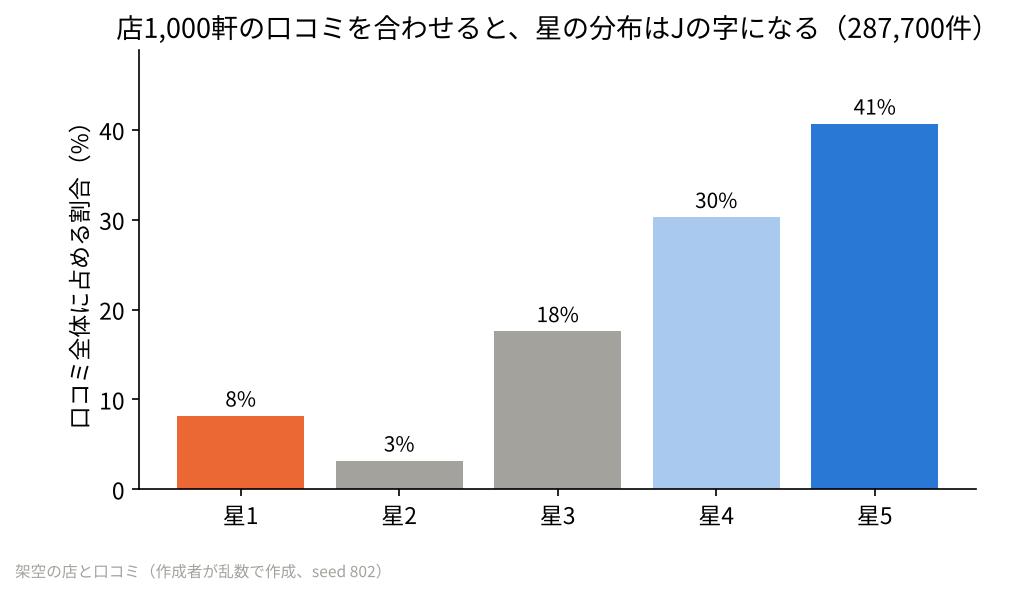 店1,000軒の口コミを合わせると、星の分布はJの字になる（287,700件）
口コミ全体に占める割合（%）
40
30
20
10
0
8%
3%
18%
30%
41%
星1
星2
星3
星4
星5
架空の店と口コミ（作成者が乱数で作成、seed 802）